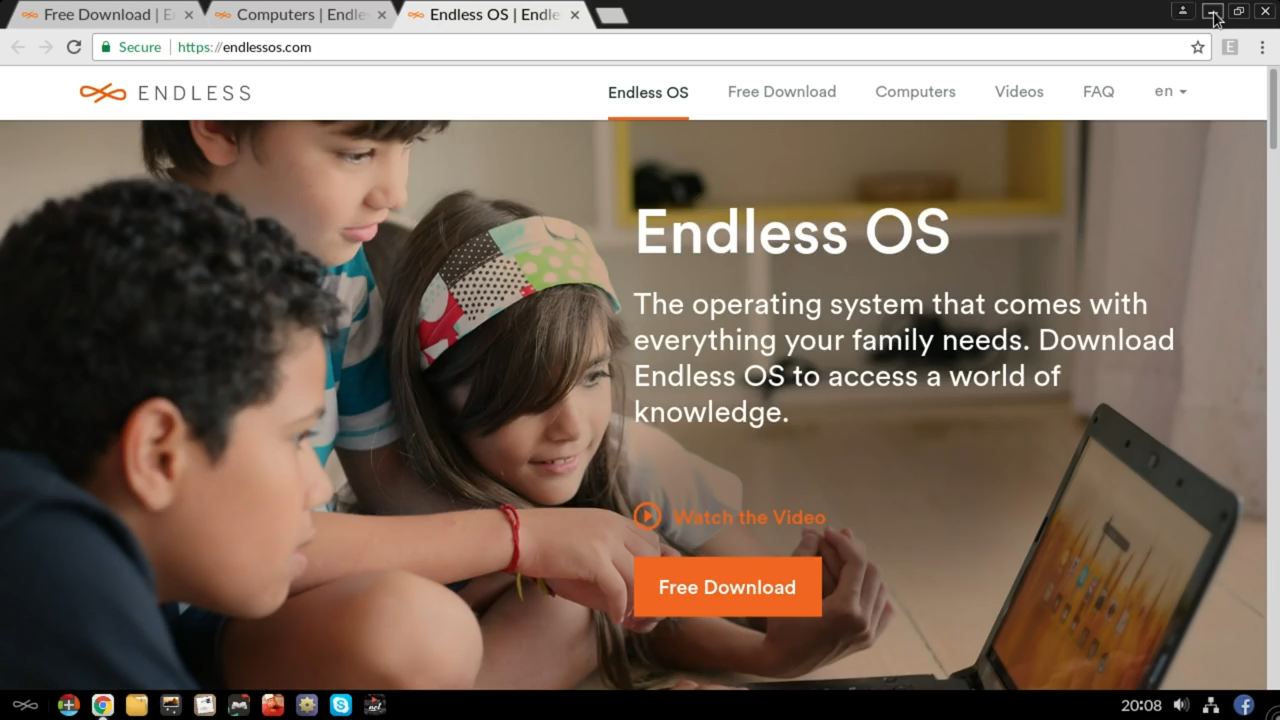 Free Download | E
Computers | Endle
Endless OS | Endle
Secure
https://endlessos.com
E
ENDLESS
Endless OS
Free Download
Computers
Videos
FAQ
en
Endless OS
The operating system that comes with
everything your family needs. Download
Endless OS to access a world of
knowledge.
Watch the Video
Free Download
20:08